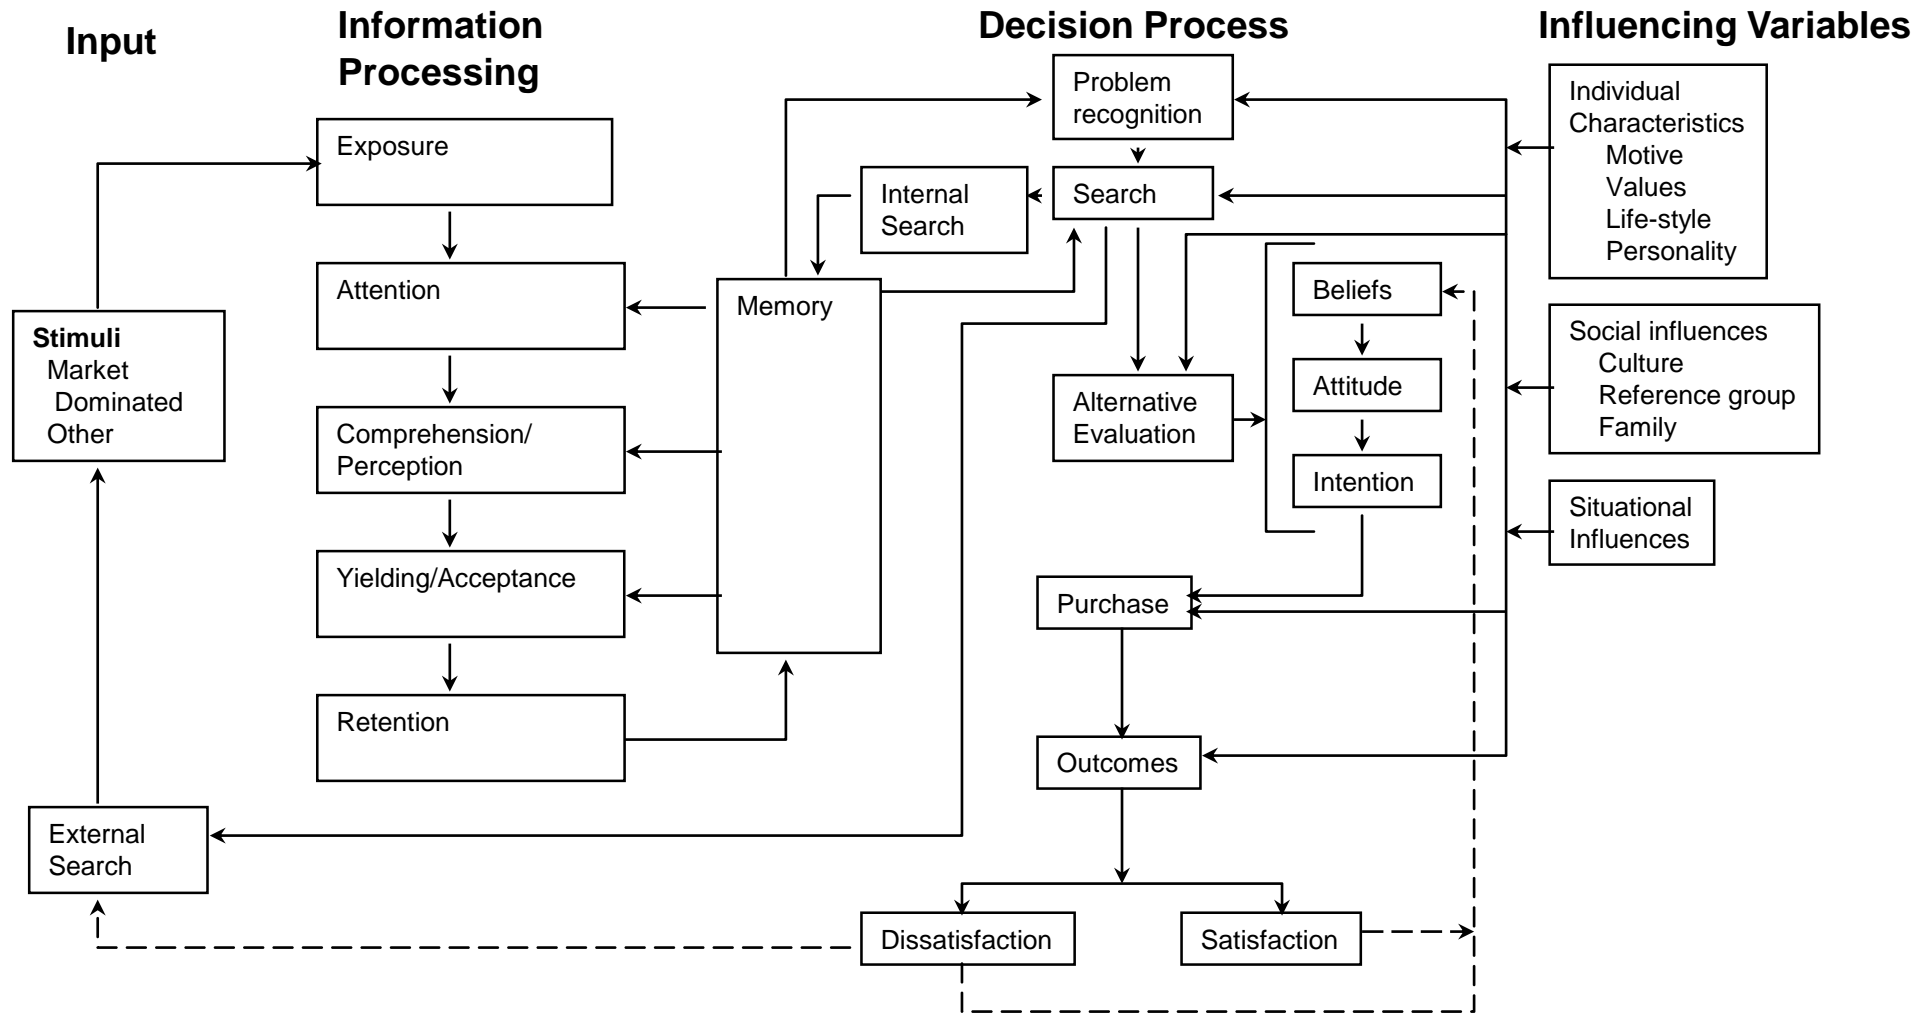 Input
Information
Processing
Decision Process
Influencing Variables
Stimuli
Market
Dominated
Other
External
Search
Exposure
Attention
Comprehension/
Perception
Yielding/Acceptance
Retention
Memory
Internal
Search
Problem
recognition
Search
Alternative
Evaluation
Beliefs
Attitude
Intention
Purchase
Outcomes
Dissatisfaction
Satisfaction
Individual
Characteristics
Motive
Values
Life-style
Personality
Social influences
Culture
Reference group
Family
Situational
Influences